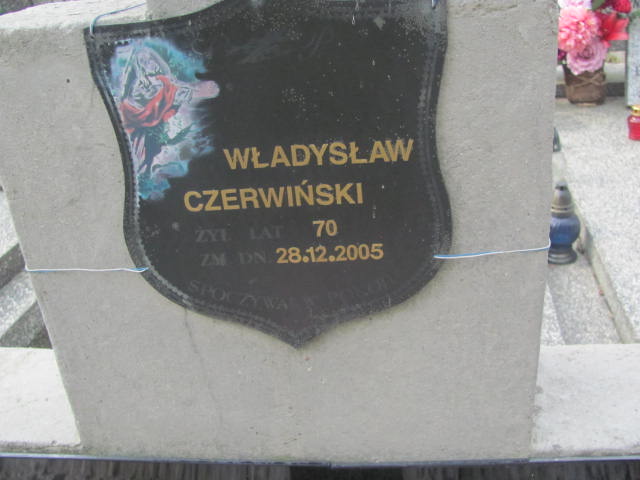 WŁADYSŁAW
CZERWIŃSKI
ŻYŁ LAT 70
ZM DN. 28.12.2005
SPOCZYWAJ W POKOJU